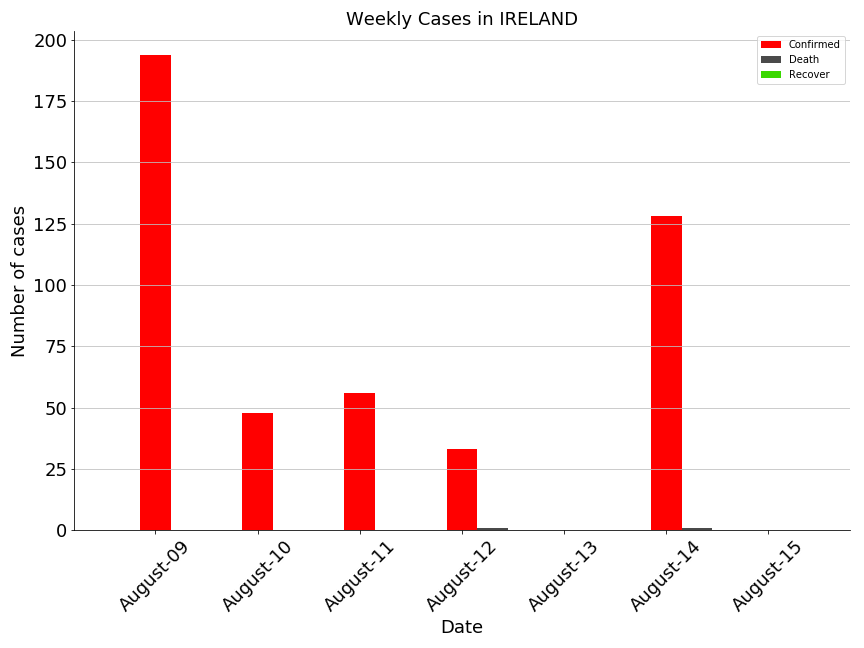 Weekly Cases in IRELAND
Confirmed
Death
Recover
Number of cases
200
175
150
125
100
75
50
25
0
August-09
August-10
August-11
August-12
August-13
August-14
August-15
Date